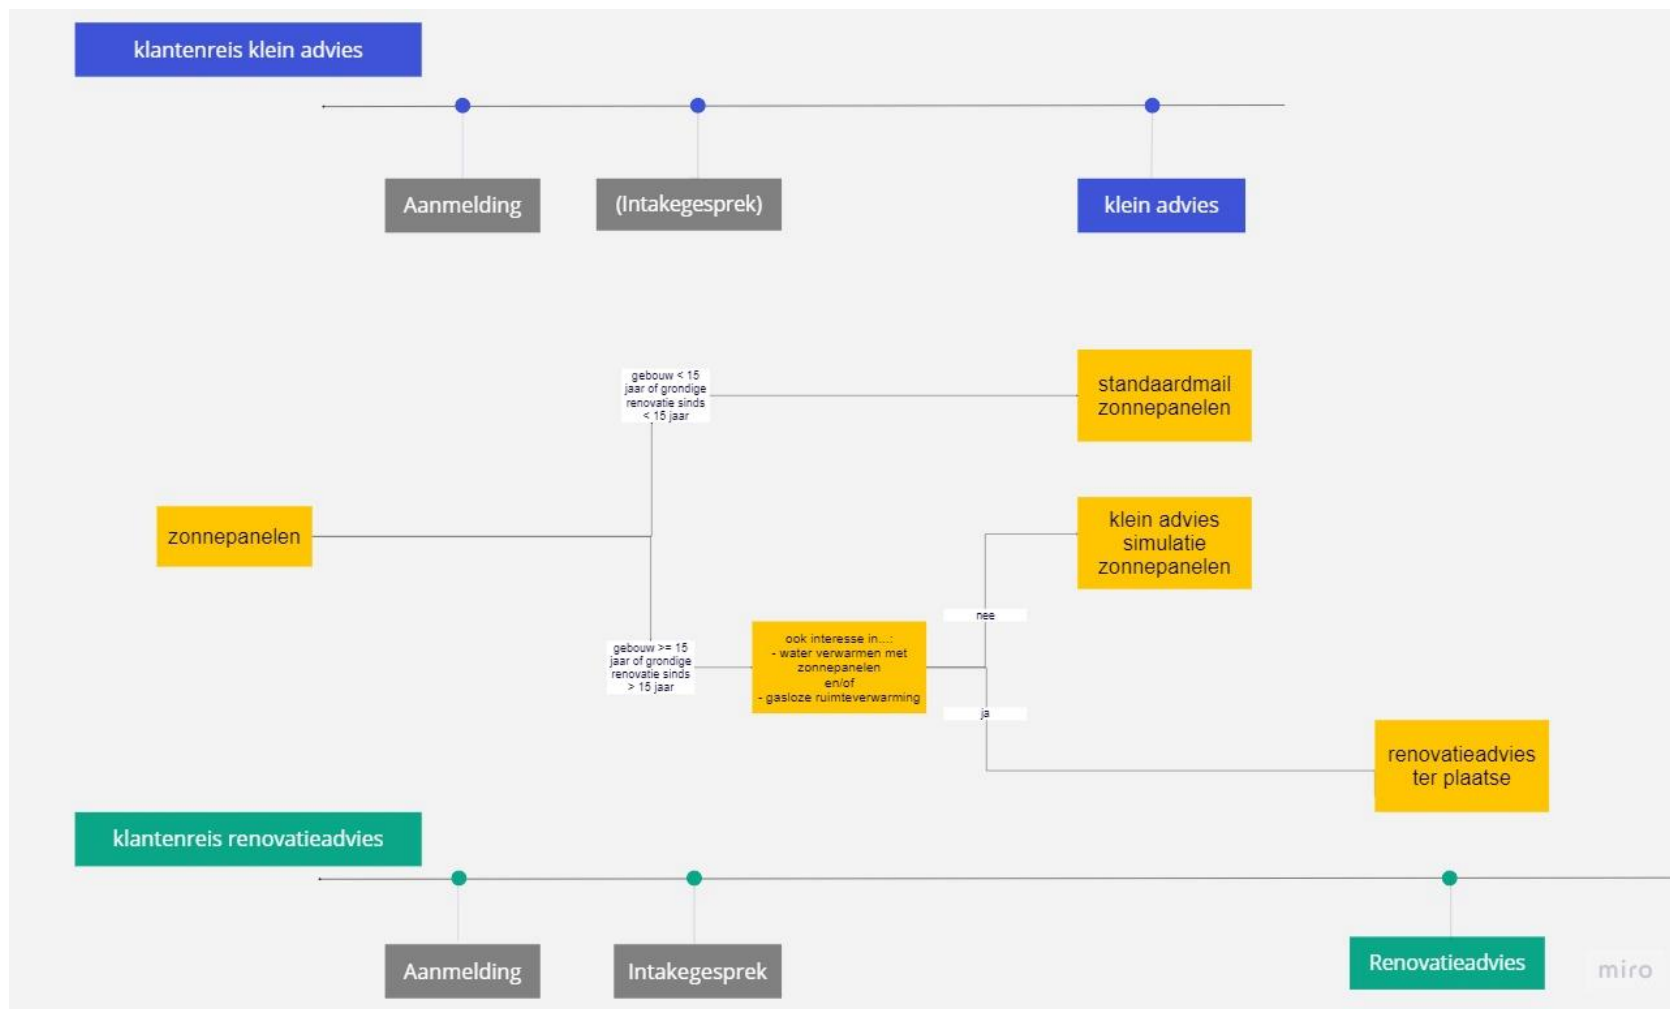 klantenreis klein advies
Aanmelding
(Intakegesprek)
klein advies
gebouw < 15
jaar of grondige
renovatie sinds
< 15 jaar
standaardmail
zonnepanelen
zonnepanelen
klein advies
simulatie
zonnepanelen
nee
gebouw >= 15
jaar of grondige
renovatie sinds
> 15 jaar
ook interesse in...:
- water verwarmen met
zonnepanelen
en/of
- gasloze ruimteverwarming
ja
renovatieadvies
ter plaatse
klantenreis renovatieadvies
Aanmelding
Intakegesprek
Renovatieadvies
miro